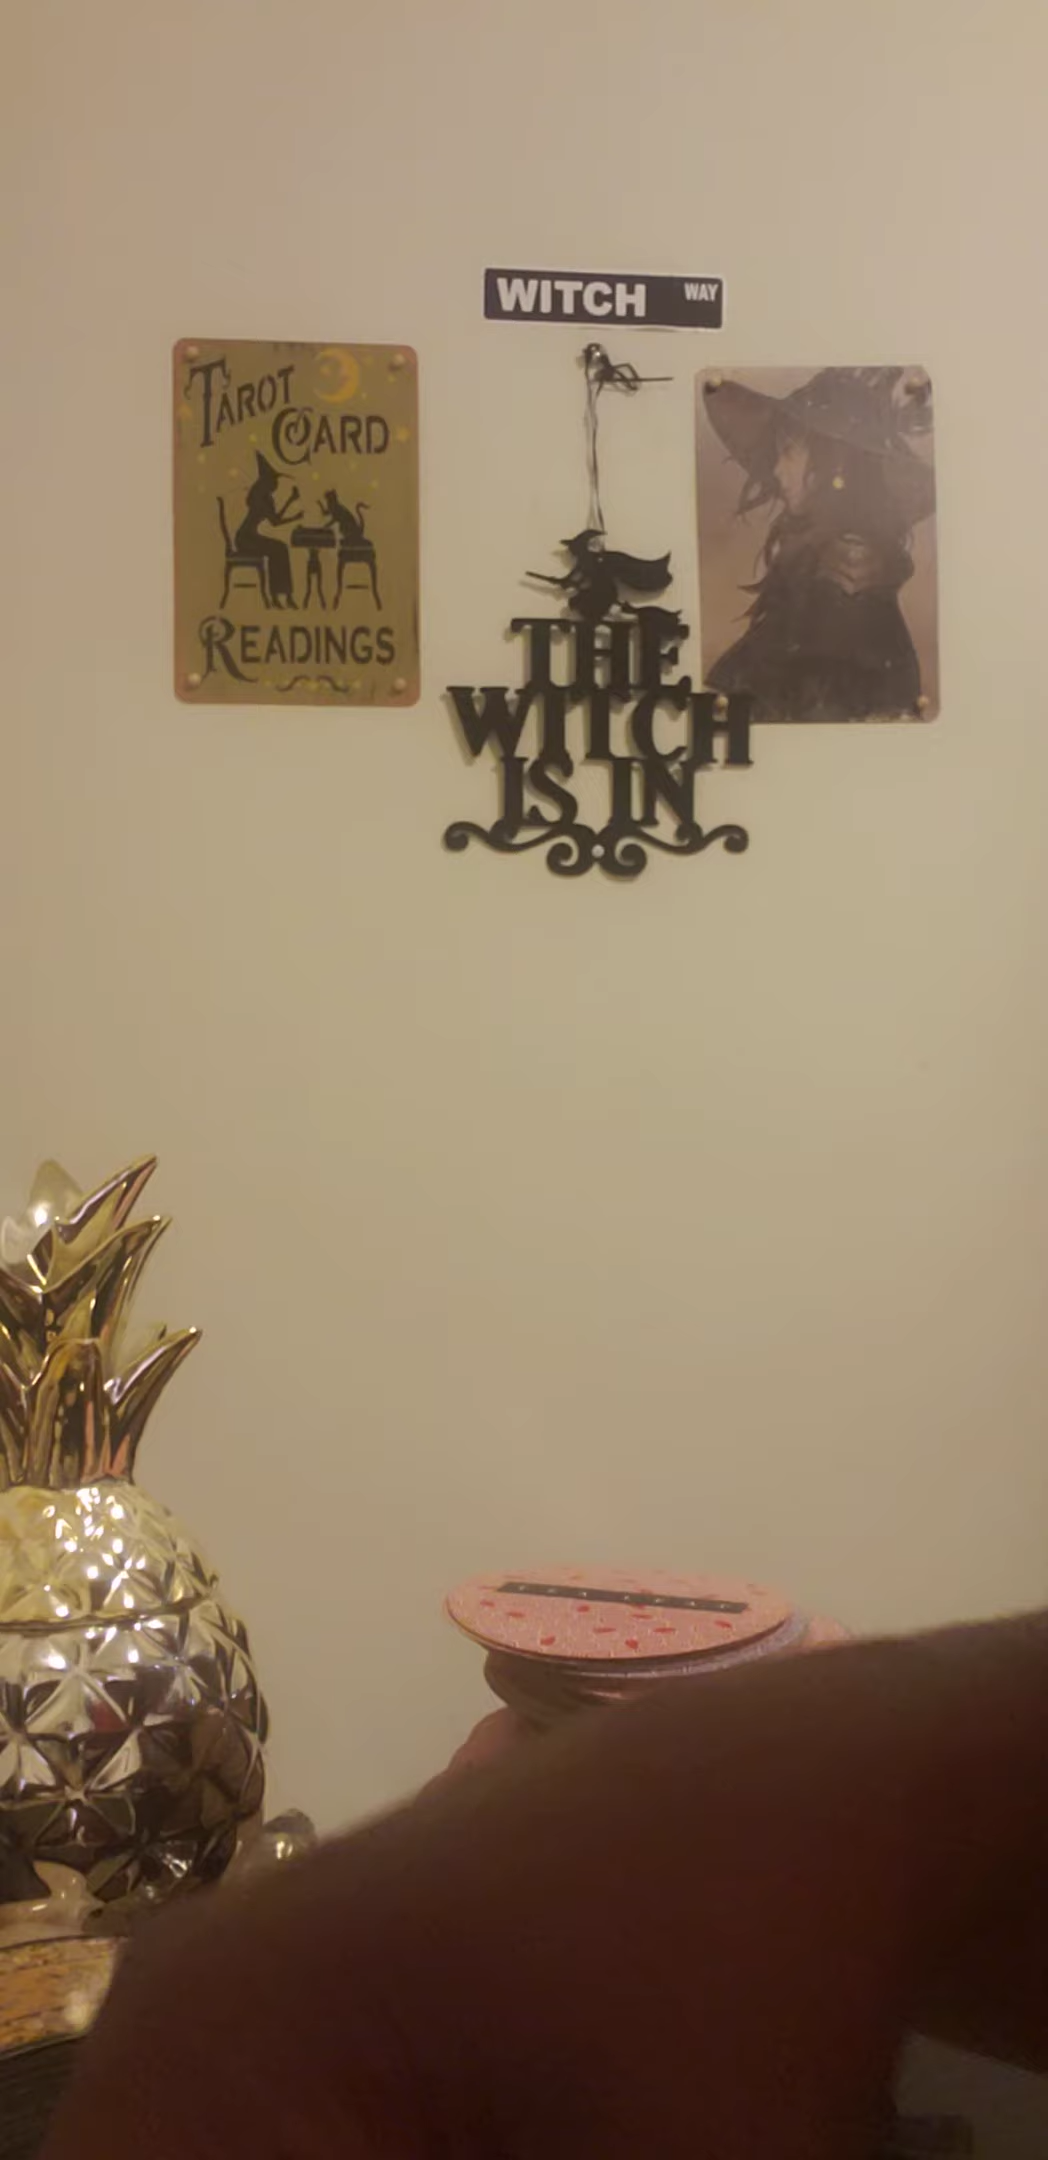 WITCH WAY
TAROT
CARD
READINGS
THE
WITCH
IS IN